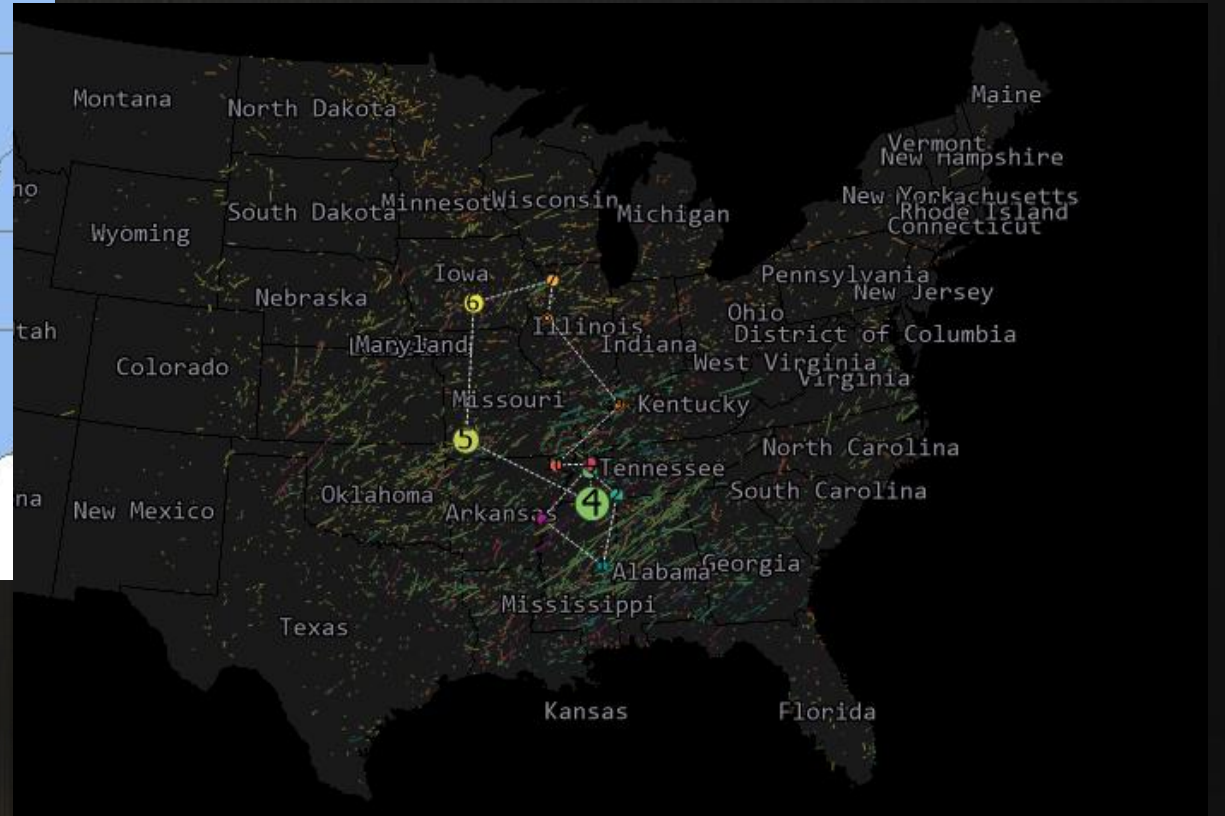 Maine
Montana
North Dakota
Vermont
New Hampshire
ho
South Dakota
Minnesot
Wisconsin
Michigan
New Yorkachusetts
Rhode Island
Connecticut
Wyoming
Iowa
Pennsylvania
New Jersey
Nebraska
6
Ohio
Illinois
District of Columbia
tah
Maryland
Indiana
Colorado
West Virginia
Virginia
Missouri
Kentucky
5
North Carolina
Tennessee
South Carolina
na
New Mexico
Oklahoma
Arkansas
4
Alabama
Georgia
Mississippi
Texas
Kansas
Florida